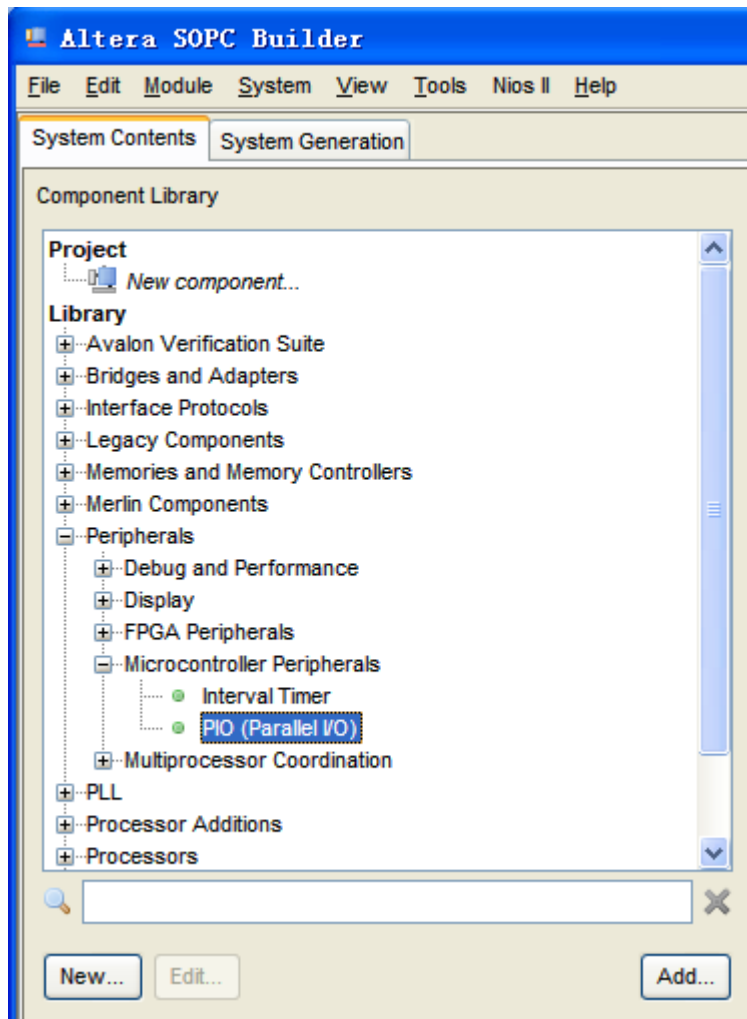 Altera SOPC Builder
File Edit Module System View Tools Nios II Help
System Contents System Generation
Component Library
Project
New component...
Library
Avalon Verification Suite
Bridges and Adapters
Interface Protocols
Legacy Components
Memories and Memory Controllers
Merlin Components
Peripherals
Debug and Performance
Display
FPGA Peripherals
Microcontroller Peripherals
Interval Timer
PIO (Parallel I/O)
Multiprocessor Coordination
PLL
Processor Additions
Processors
New... Edit... Add...